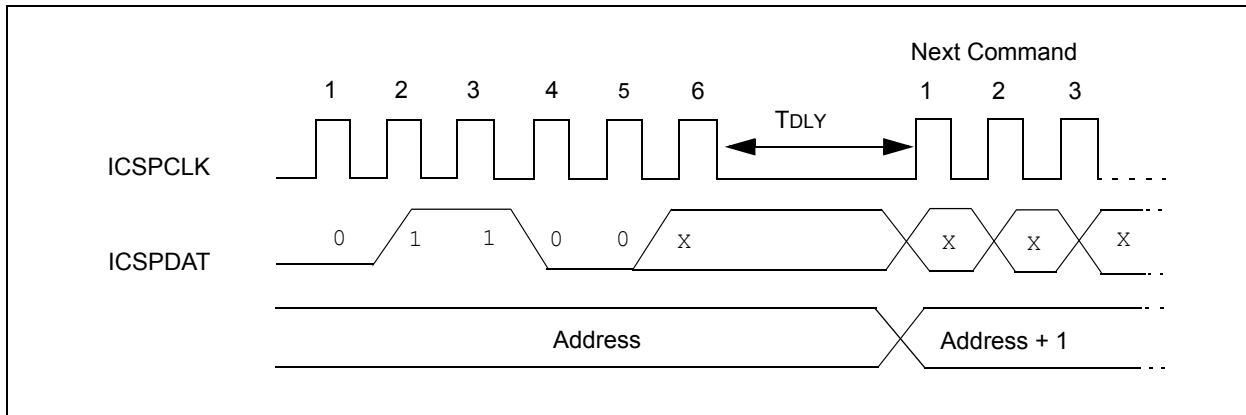 Next Command
1 2 3 4 5 6 1 2 3
TDLY
ICSPCLK
0 1 1 0 0 X X X X
ICSPDAT
Address Address + 1